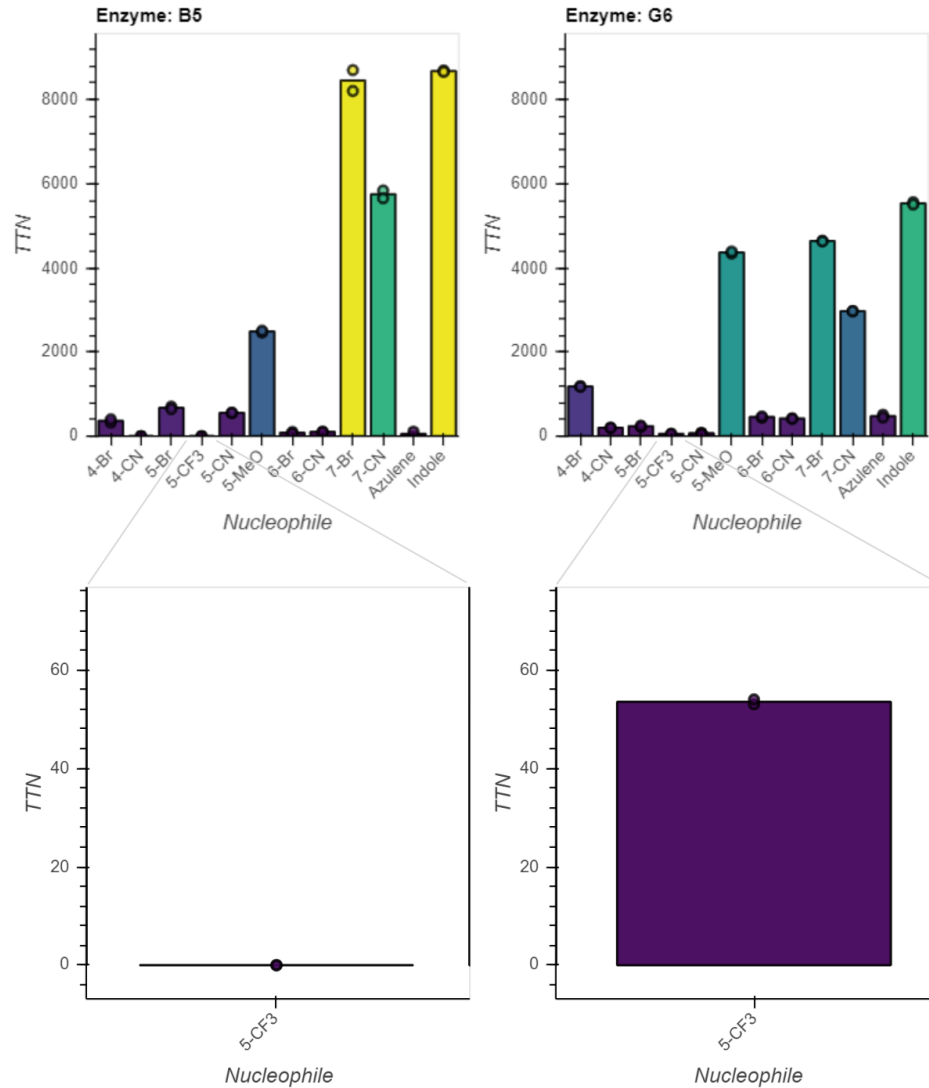 Enzyme: B5
TTN
8000
6000
4000
2000
0
4-Br
4-CN
5-Br
5-CF3
5-CN
5-MeO
6-Br
6-CN
7-Br
7-CN
Azulene
Indole
Nucleophile
Enzyme: G6
TTN
8000
6000
4000
2000
0
4-Br
4-CN
5-Br
5-CF3
5-CN
5-MeO
6-Br
6-CN
7-Br
7-CN
Azulene
Indole
Nucleophile
TTN
60
40
20
0
5-CF3
Nucleophile
TTN
60
40
20
0
5-CF3
Nucleophile